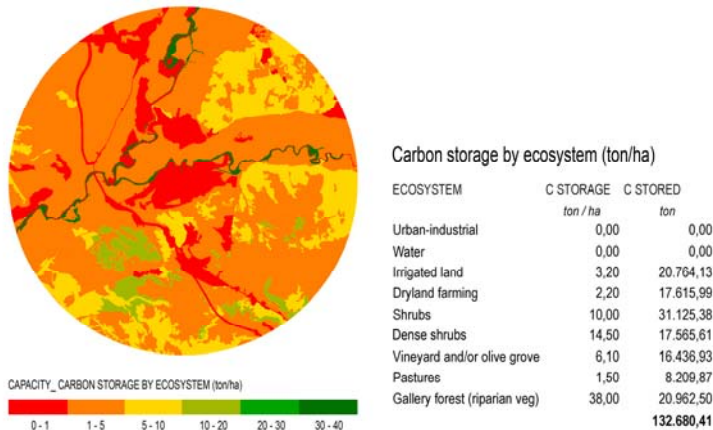 Carbon storage by ecosystem (ton/ha)
ECOSYSTEM C STORAGE C STORED
ton / ha ton
Urban-industrial 0,00 0,00
Water 0,00 0,00
Irrigated land 3,20 20.764,13
Dryland farming 2,20 17.615,99
Shrubs 10,00 31.125,38
Dense shrubs 14,50 17.565,61
Vineyard and/or olive grove 6,10 16.436,93
Pastures 1,50 8.209,87
Gallery forest (riparian veg) 38,00 20.962,50
132.680,41
CAPACITY_ CARBON STORAGE BY ECOSYSTEM (ton/ha)
0 - 1 1 - 5 5 - 10 10 - 20 20 - 30 30 - 40